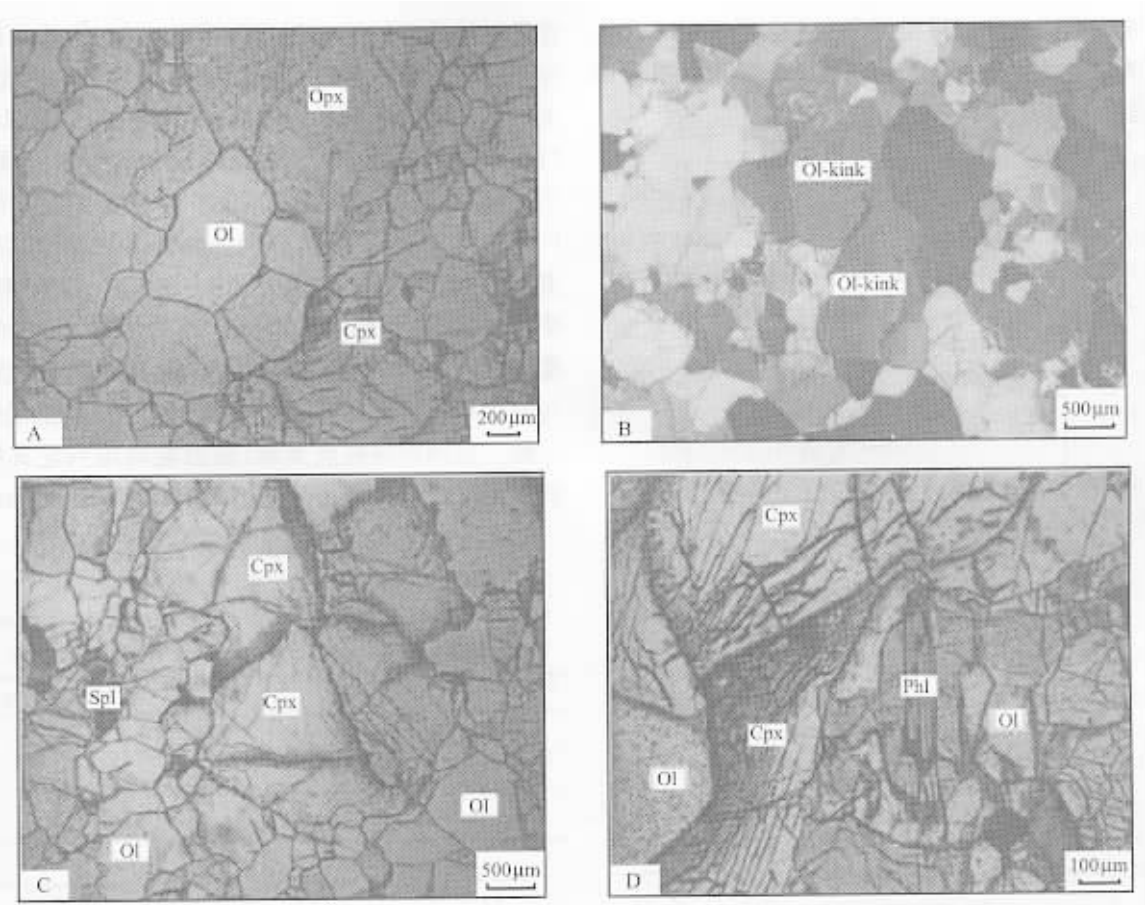 Opx
Ol
Cpx
200μm
A
Ol-kink
Ol-kink
500μm
B
Cpx
Spl
Cpx
Ol
Ol
500μm
C
Cpx
Phl
Ol
Cpx
Ol
100μm
D